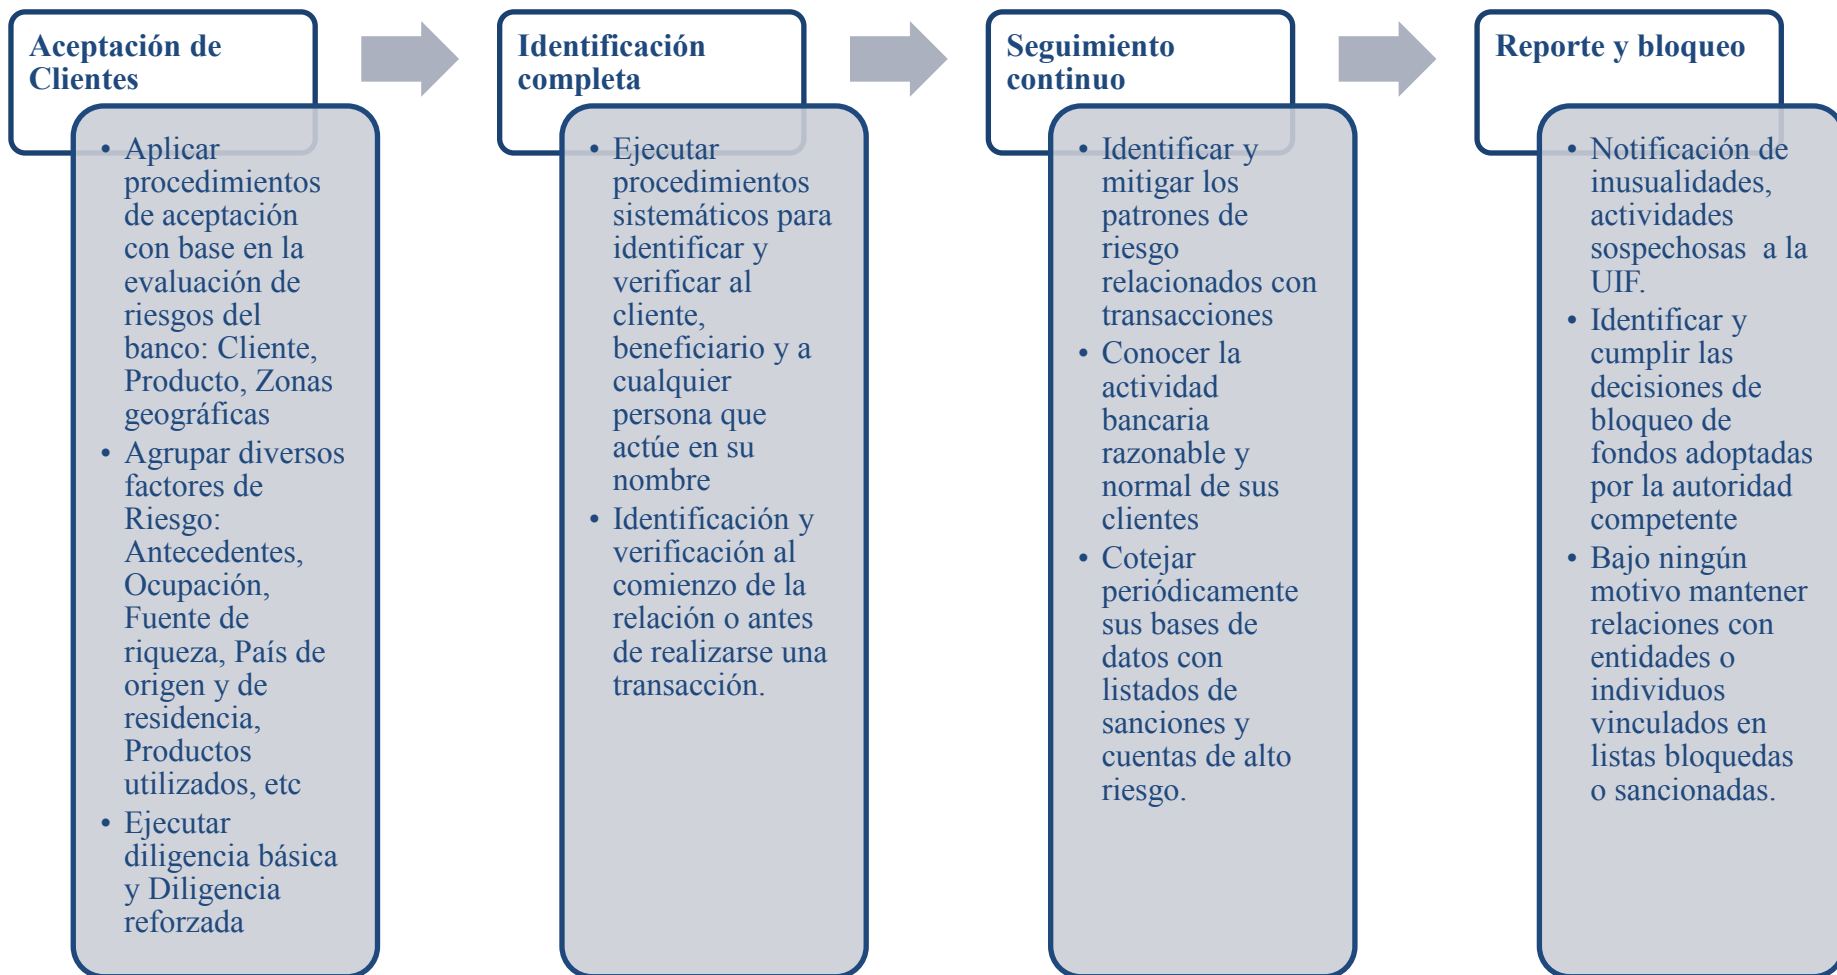 Aceptación de
Clientes
• Aplicar
procedimientos
de aceptación
con base en la
evaluación de
riesgos del
banco: Cliente,
Producto, Zonas
geográficas
• Agrupar diversos
factores de
Riesgo:
Antecedentes,
Ocupación,
Fuente de
riqueza, País de
origen y de
residencia,
Productos
utilizados, etc
• Ejecutar
diligencia básica
y Diligencia
reforzada
Identificación
completa
• Ejecutar
procedimientos
sistemáticos para
identificar y
verificar al
cliente,
beneficiario y a
cualquier
persona que
actúe en su
nombre
• Identificación y
verificación al
comienzo de la
relación o antes
de realizarse una
transacción.
Seguimiento
continuo
• Identificar y
mitigar los
patrones de
riesgo
relacionados con
transacciones
• Conocer la
actividad
bancaria
razonable y
normal de sus
clientes
• Cotejar
periódicamente
sus bases de
datos con
listados de
sanciones y
cuentas de alto
riesgo.
Reporte y bloqueo
• Notificación de
inusualidades,
actividades
sospechosas a la
UIF.
• Identificar y
cumplir las
decisiones de
bloqueo de
fondos adoptadas
por la autoridad
competente
• Bajo ningún
motivo mantener
relaciones con
entidades o
individuos
vinculados en
listas bloquedas
o sancionadas.